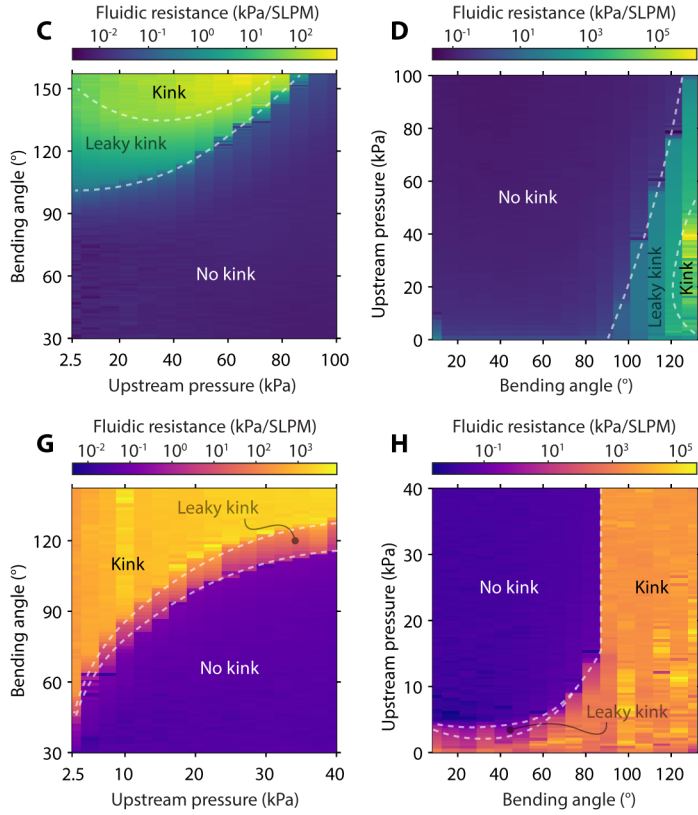 C
Fluidic resistance (kPa/SLPM)
10⁻² 10⁻¹ 10⁰ 10¹ 10²
150
120
90
60
30
Bending angle (°)
Kink
Leaky kink
No kink
2.5 20 40 60 80 100
Upstream pressure (kPa)
D
Fluidic resistance (kPa/SLPM)
10⁻¹ 10¹ 10³ 10⁵
100
80
60
40
20
0
Upstream pressure (kPa)
No kink
Leaky kink
Kink
20 40 60 80 100 120
Bending angle (°)
G
Fluidic resistance (kPa/SLPM)
10⁻² 10⁻¹ 10⁰ 10¹ 10² 10³
120
90
60
30
Bending angle (°)
Leaky kink
Kink
No kink
2.5 10 20 30 40
Upstream pressure (kPa)
H
Fluidic resistance (kPa/SLPM)
10⁻¹ 10¹ 10³ 10⁵
40
30
20
10
0
Upstream pressure (kPa)
No kink
Kink
Leaky kink
20 40 60 80 100 120
Bending angle (°)